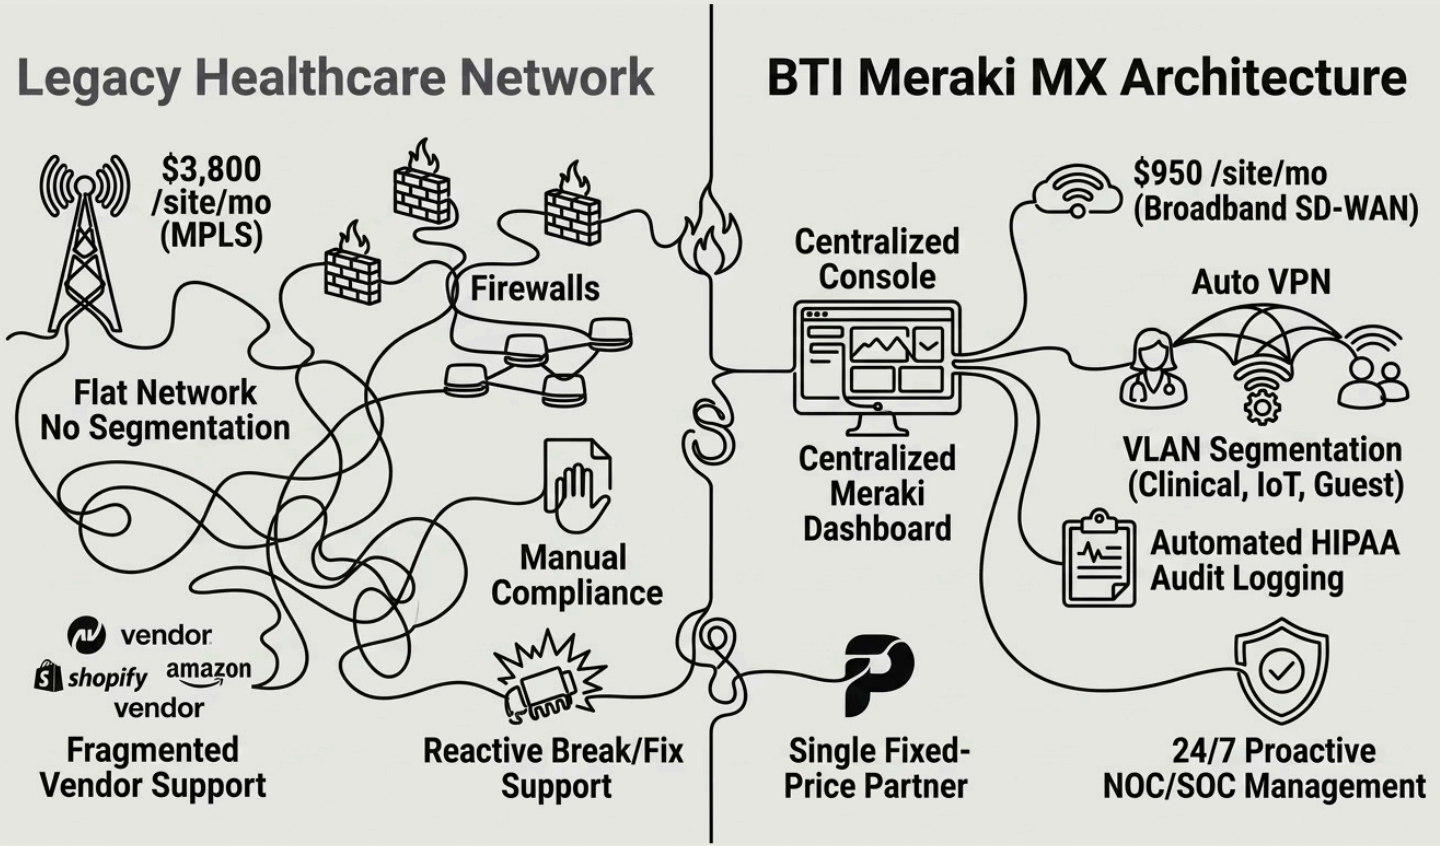 Legacy Healthcare Network
$3,800
/site/mo
(MPLS)
Firewalls
Flat Network
No Segmentation
Manual
Compliance
vendor
shopify
amazon
vendor
Fragmented
Vendor Support
Reactive Break/Fix
Support
BTI Meraki MX Architecture
$950 /site/mo
(Broadband SD-WAN)
Centralized
Console
Auto VPN
Centralized
Meraki
Dashboard
VLAN Segmentation
(Clinical, IoT, Guest)
Automated HIPAA
Audit Logging
Single Fixed-
Price Partner
24/7 Proactive
NOC/SOC Management